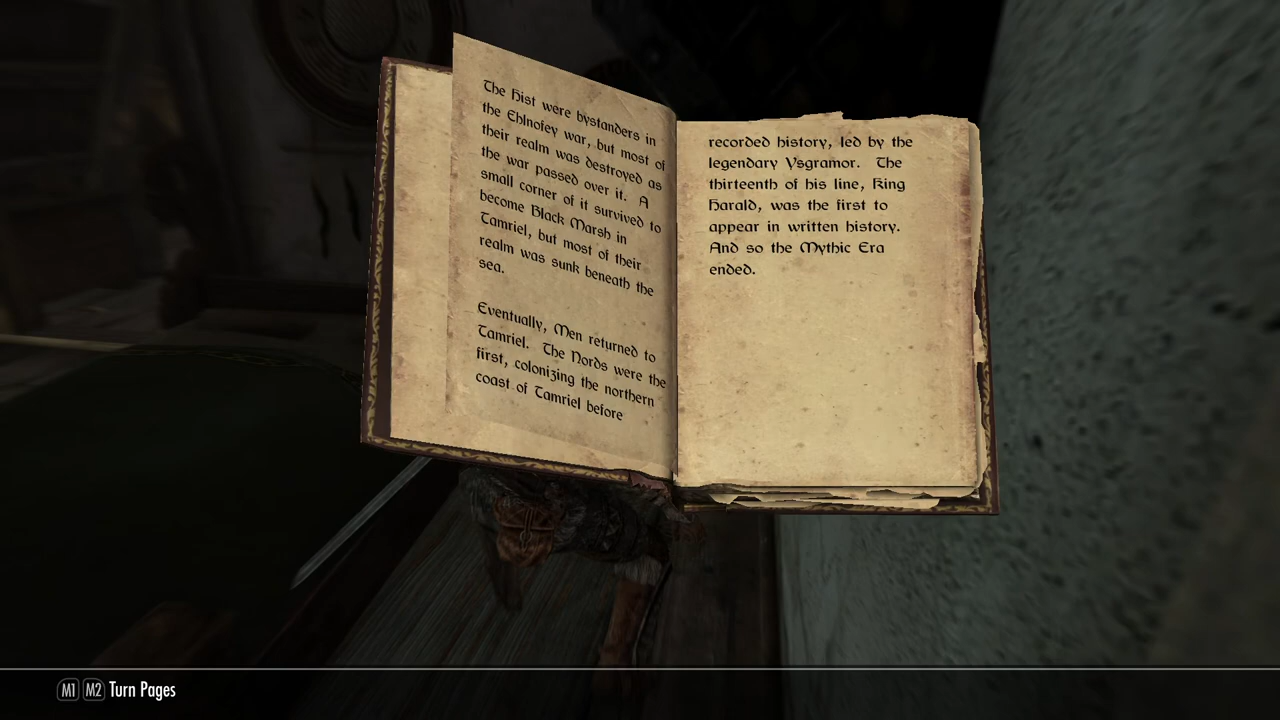 The Hist were bystanders in
the Ehlnofey war, but most of
their realm was destroyed as
the war passed over it.  A
small corner of it survived to
become Black Marsh in
Tamriel, but most of their
realm was sunk beneath the
sea.
Eventually, Men returned to
Tamriel.  The Nords were the
first, colonizing the northern
coast of Tamriel before
recorded history, led by the
legendary Ysgramor.  The
thirteenth of his line, King
Harald, was the first to
appear in written history.
And so the Mythic Era
ended.
M1 M2 Turn Pages